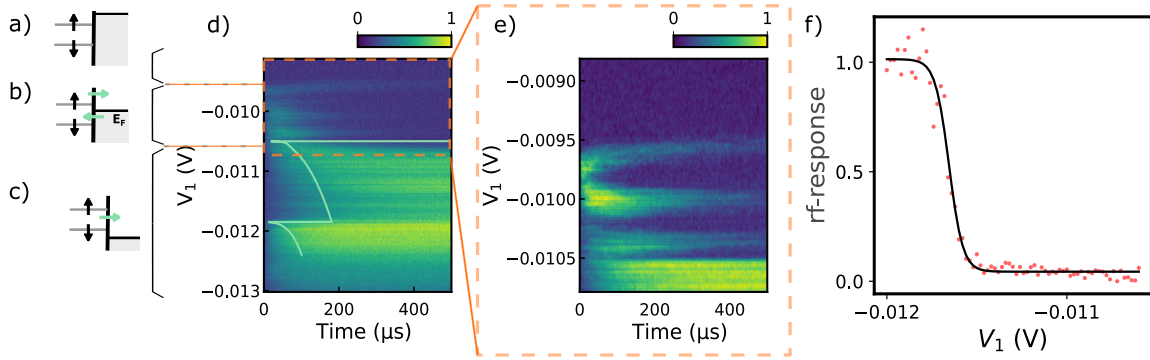 a)
b)
E_F
c)
d)
0 1
V_1 (V)
−0.010
−0.011
−0.012
−0.013
0 200 400
Time (μs)
e)
0 1
V_1 (V)
−0.0090
−0.0095
−0.0100
−0.0105
0 200 400
Time (μs)
f)
rf-response
1.0
0.5
0.0
−0.012 −0.011
V_1 (V)